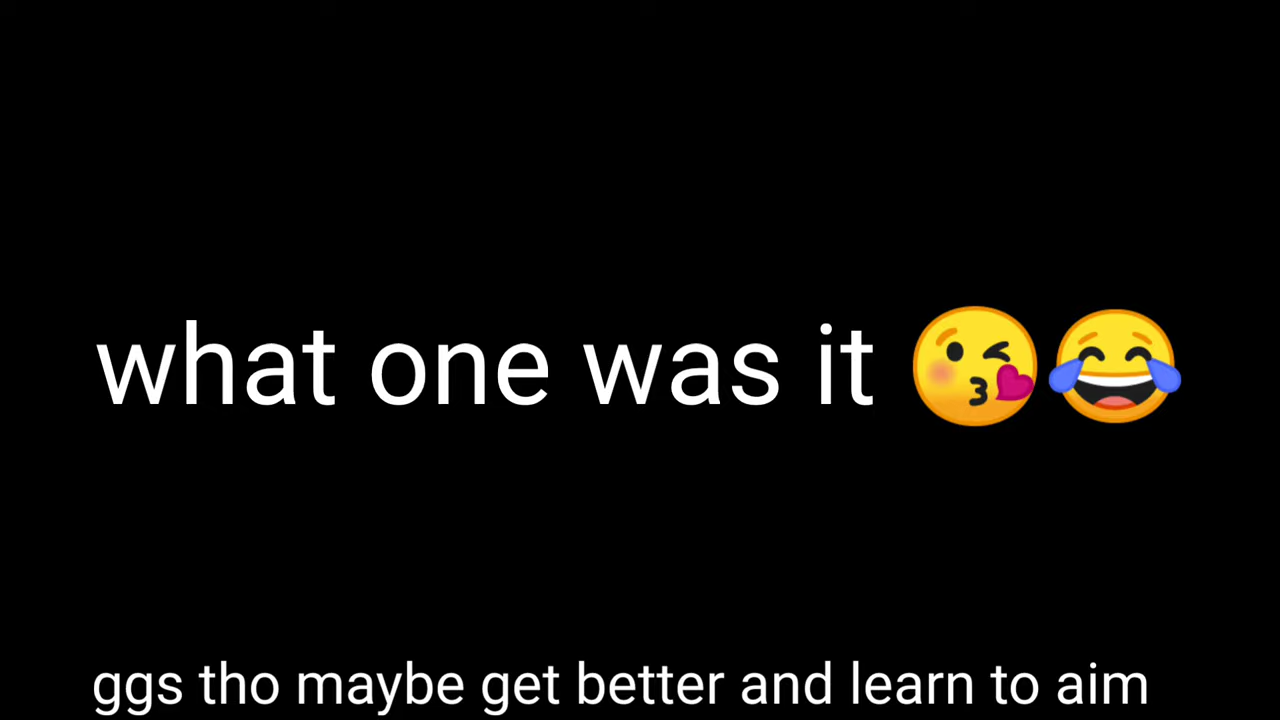 what one was it 😘😂
ggs tho maybe get better and learn to aim